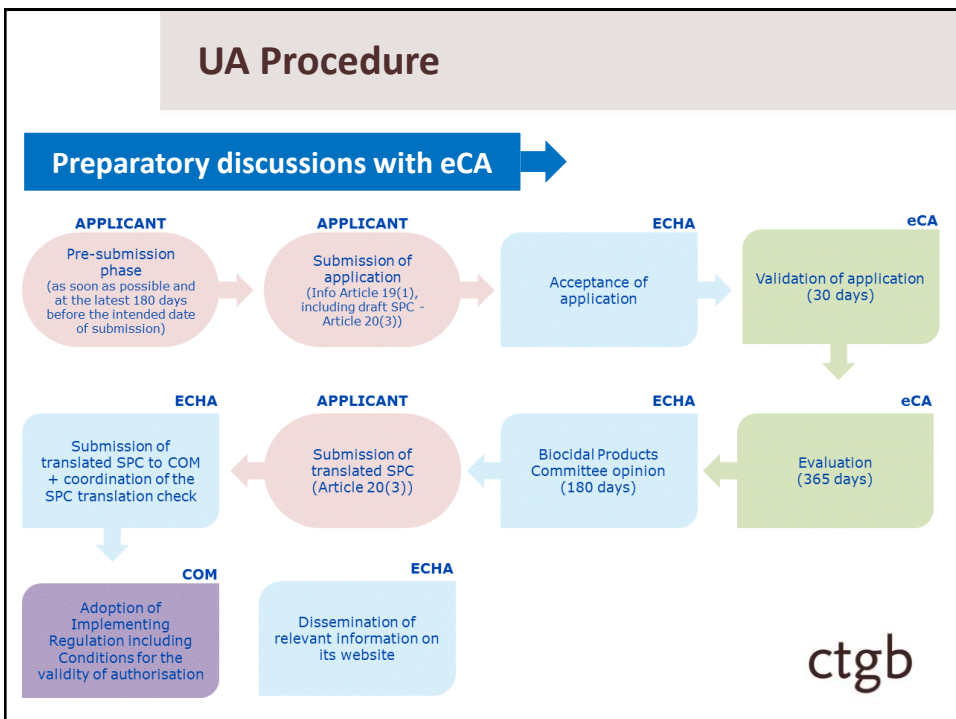 UA Procedure
Preparatory discussions with eCA
APPLICANT
Pre-submission
phase
(as soon as possible and
at the latest 180 days
before the intended date
of submission)
APPLICANT
Submission of
application
(Info Article 19(1),
including draft SPC -
Article 20(3))
ECHA
Acceptance of
application
eCA
Validation of application
(30 days)
eCA
Evaluation
(365 days)
ECHA
Biocidal Products
Committee opinion
(180 days)
APPLICANT
Submission of
translated SPC
(Article 20(3))
ECHA
Submission of
translated SPC to COM
+ coordination of the
SPC translation check
COM
Adoption of
Implementing
Regulation including
Conditions for the
validity of authorisation
ECHA
Dissemination of
relevant information on
its website
ctgb